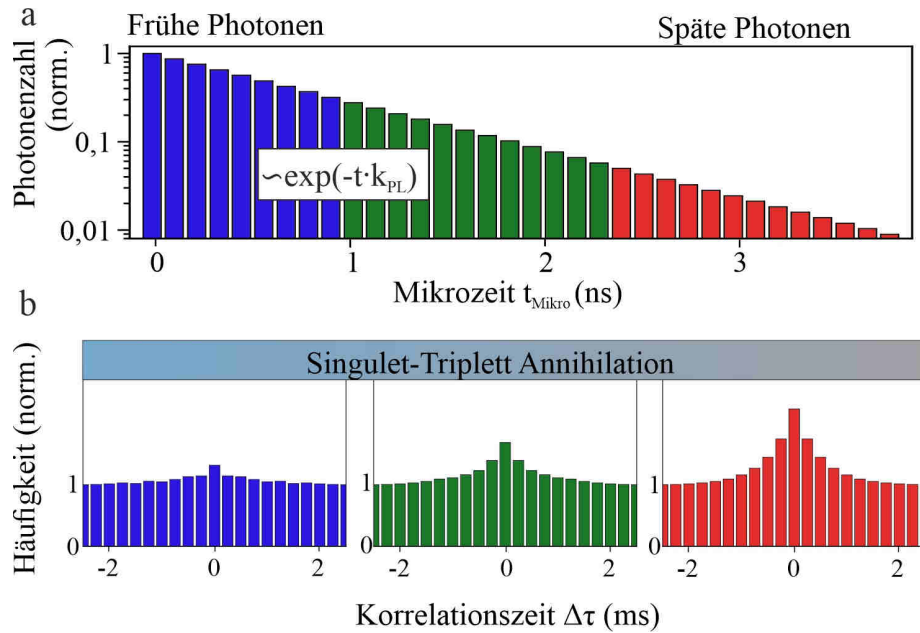 a
Frühe Photonen
Späte Photonen
Photonenzahl
(norm.)
1
0,1
0,01
~exp(-t·k_PL)
0
1
2
3
Mikrozeit t_Mikro (ns)
b
Singulet-Triplett Annihilation
Häufigkeit (norm.)
1
0
1
0
1
0
-2
0
2
-2
0
2
-2
0
2
Korrelationszeit Δτ (ms)